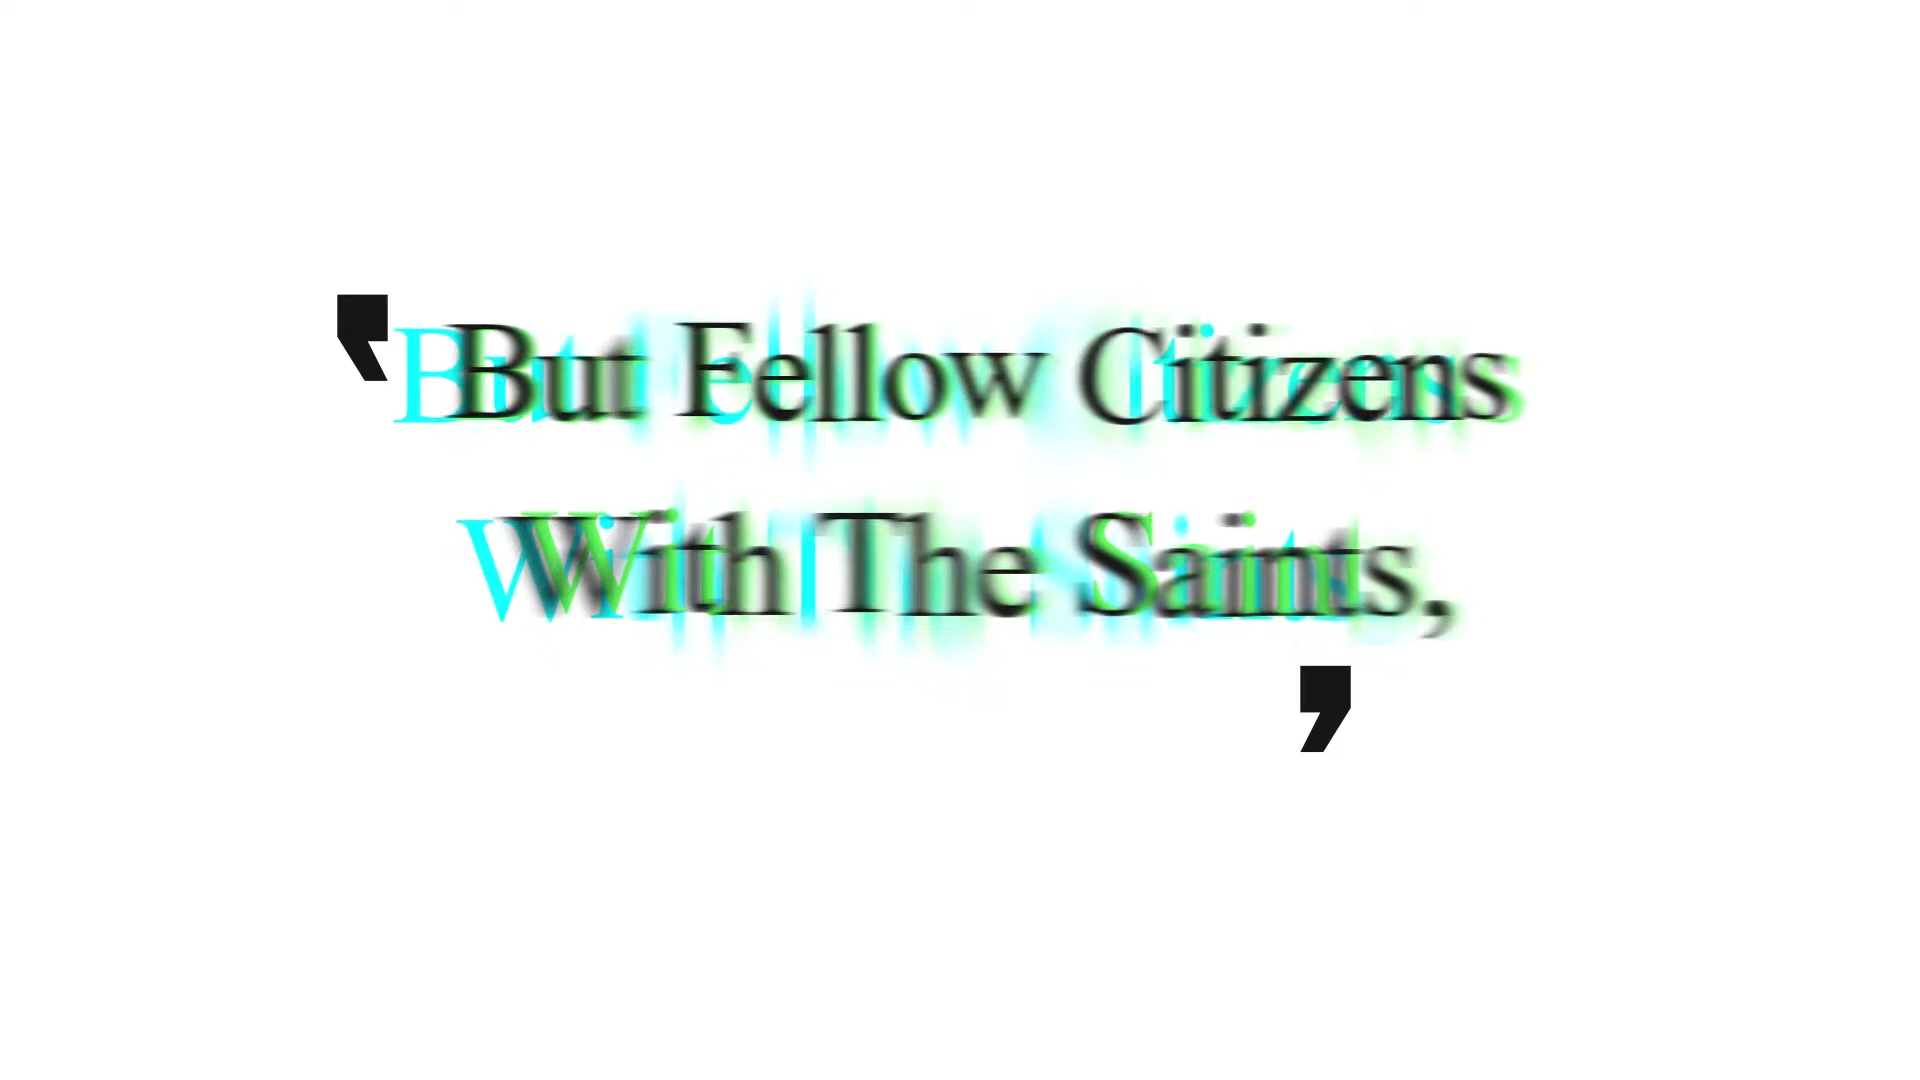 ‛But Fellow Citizens
With The Saints,
’